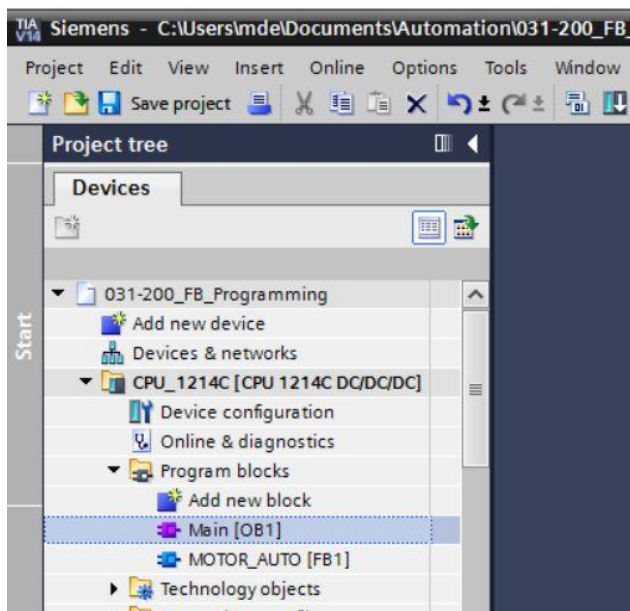 TIA V14 Siemens - C:\Users\mde\Documents\Automation\031-200_FB_
Project Edit View Insert Online Options Tools Window
Save project
Project tree
Devices
Start
031-200_FB_Programming
Add new device
Devices & networks
CPU_1214C [CPU 1214C DC/DC/DC]
Device configuration
Online & diagnostics
Program blocks
Add new block
Main [OB1]
MOTOR_AUTO [FB1]
Technology objects